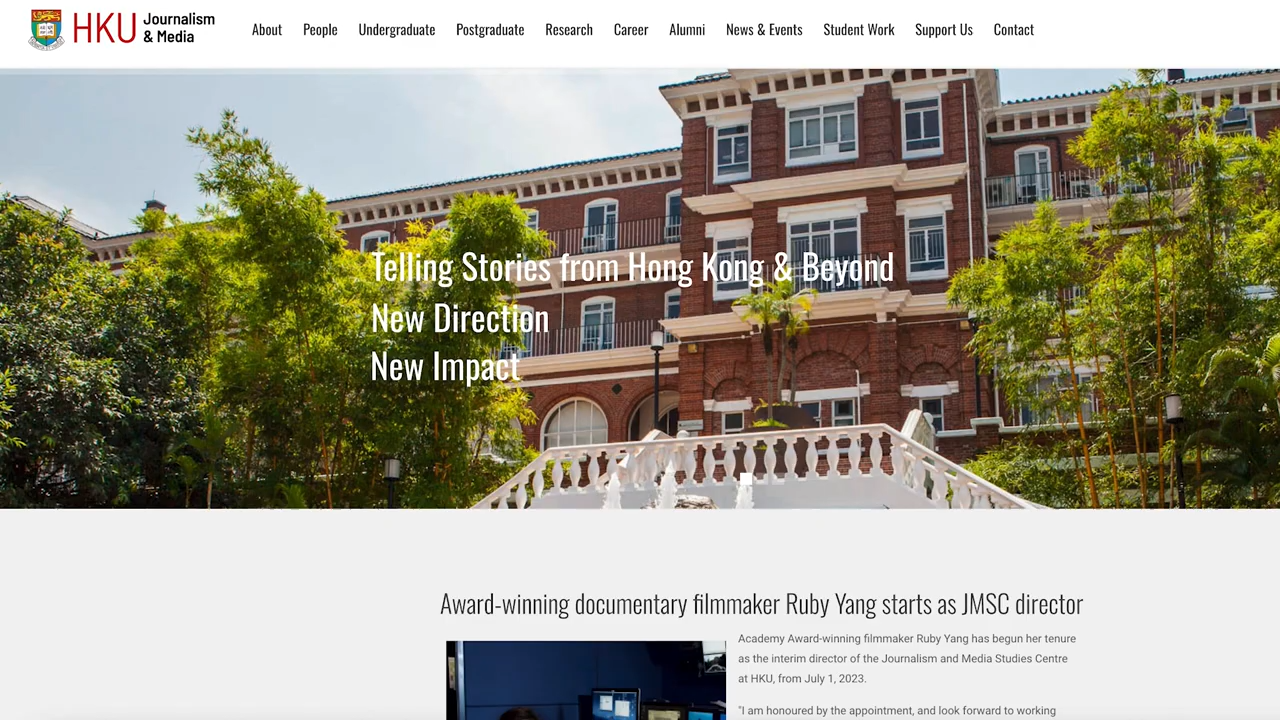 HKU Journalism
& Media
About People Undergraduate Postgraduate Research Career Alumni News & Events Student Work Support Us Contact
Telling Stories from Hong Kong & Beyond
New Direction
New Impact
Award-winning documentary filmmaker Ruby Yang starts as JMSC director
Academy Award-winning filmmaker Ruby Yang has begun her tenure
as the interim director of the Journalism and Media Studies Centre
at HKU, from July 1, 2023.
"I am honoured by the appointment, and look forward to working